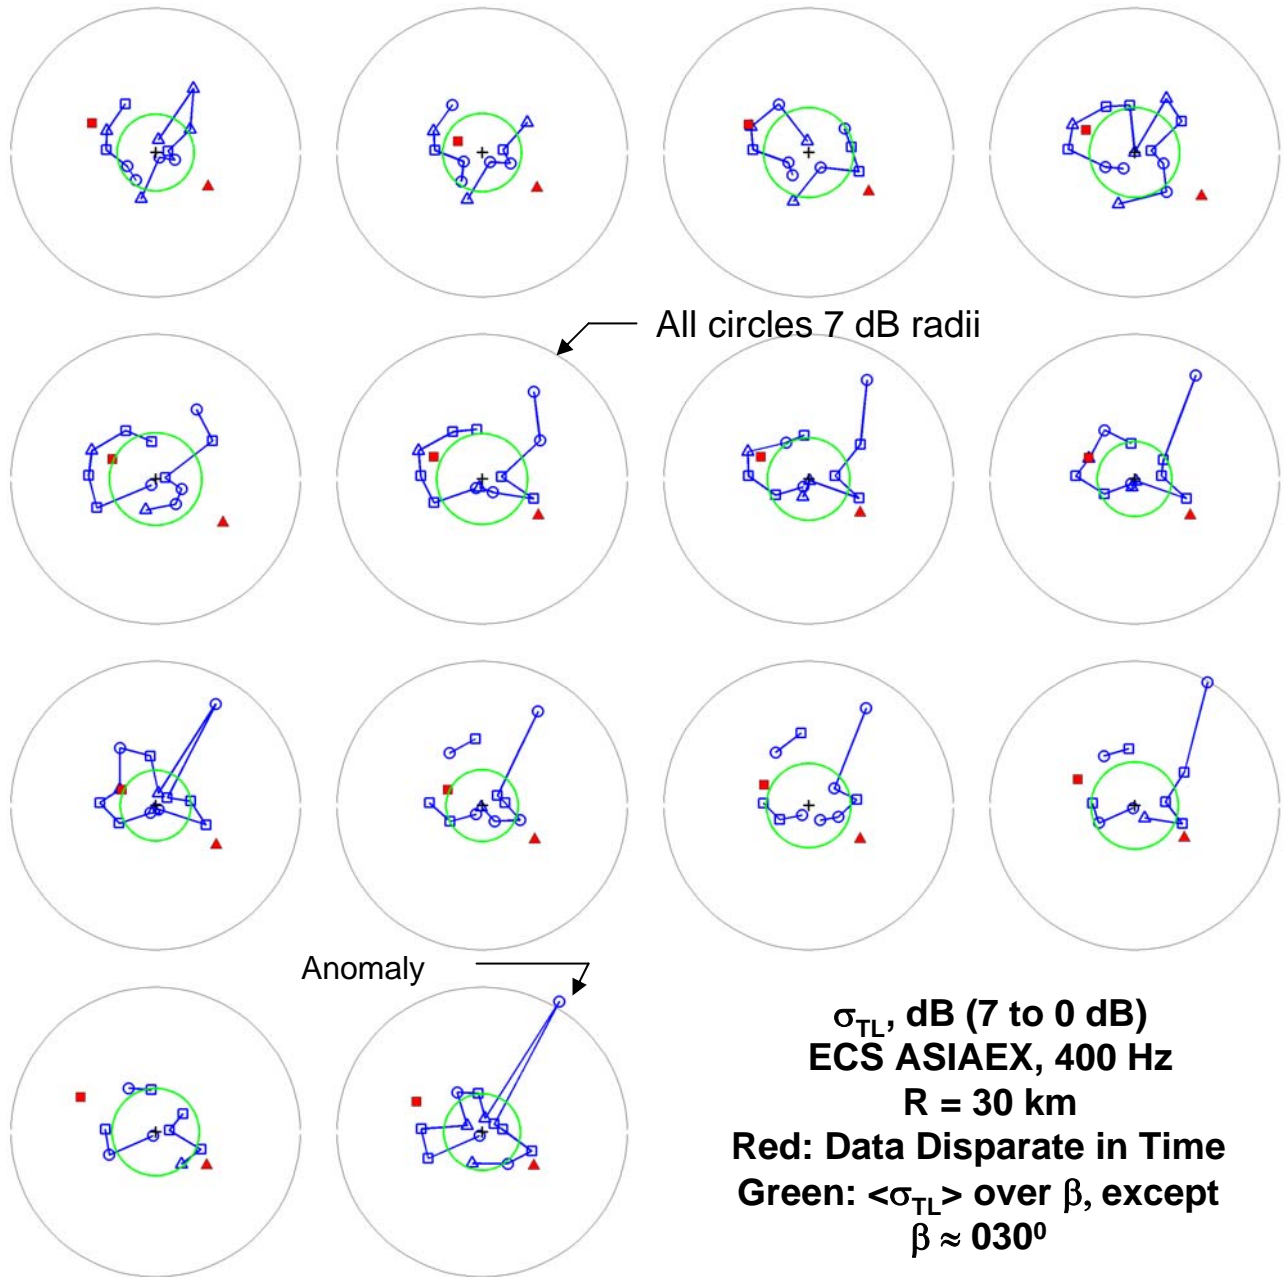 All circles 7 dB radii
Anomaly
σTL, dB (7 to 0 dB)
ECS ASIAEX, 400 Hz
R = 30 km
Red: Data Disparate in Time
Green: <σTL> over β, except
β ≈ 030⁰